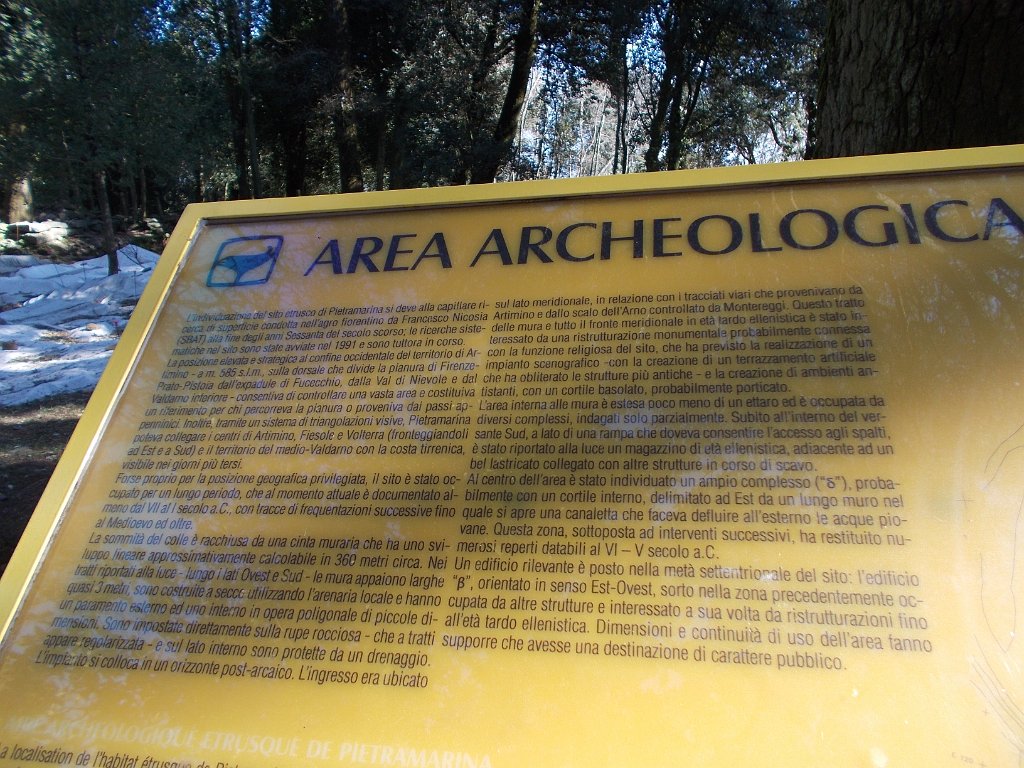 AREA ARCHEOLOGICA
L'individuazione del sito etrusco di Pietramarina si deve alla capillare ri-
cerca di superficie condotta nell'agro fiorentino da Francesco Nicosia
(SBAT) alla fine degli anni Sessanta del secolo scorso; le ricerche siste-
matiche nel sito sono state avviate nel 1991 e sono tuttora in corso.
La posizione elevata e strategica al confine occidentale del territorio di Ar-
timino - a m. 585 s.l.m., sulla dorsale che divide la pianura di Firenze-
Prato-Pistoia dall'expadule di Fucecchio, dalla Val di Nievole e dal
Valdarno inferiore - consentiva di controllare una vasta area e costituiva
un riferimento per chi percorreva la pianura o proveniva dai passi ap-
penninici. Inoltre, tramite un sistema di triangolazioni visive, Pietramarina
poteva collegare i centri di Artimino, Fiesole e Volterra (fronteggiandoli
ad Est e a Sud) e il territorio del medio-Valdarno con la costa tirrenica,
visibile nei giorni più tersi.
Forse proprio per la posizione geografica privilegiata, il sito è stato oc-
cupato per un lungo periodo, che al momento attuale è documentato al-
meno dal VII al I secolo a.C., con tracce di frequentazioni successive fino
al Medioevo ed oltre.
La sommità del colle è racchiusa da una cinta muraria che ha uno svi-
luppo lineare approssimativamente calcolabile in 360 metri circa. Nei
tratti riportati alla luce - lungo i lati Ovest e Sud - le mura appaiono larghe
quasi 3 metri, sono costruite a secco utilizzando l'arenaria locale e hanno
un paramento esterno ed uno interno in opera poligonale di piccole di-
mensioni. Sono impostate direttamente sulla rupe rocciosa - che a tratti
appare regolarizzata - e sul lato interno sono protette da un drenaggio.
L'impianto si colloca in un orizzonte post-arcaico. L'ingresso era ubicato
sul lato meridionale, in relazione con i tracciati viari che provenivano da
Artimino e dallo scalo dell'Arno controllato da Montereggi. Questo tratto
delle mura e tutto il fronte meridionale in età tardo ellenistica è stato in-
teressato da una ristrutturazione monumentale probabilmente connessa
con la funzione religiosa del sito, che ha previsto la realizzazione di un
impianto scenografico -con la creazione di un terrazzamento artificiale
che ha obliterato le strutture più antiche - e la creazione di ambienti an-
tistanti, con un cortile basolato, probabilmente porticato.
L'area interna alle mura è estesa poco meno di un ettaro ed è occupata da
diversi complessi, indagati solo parzialmente. Subito all'interno del ver-
sante Sud, a lato di una rampa che doveva consentire l'accesso agli spalti,
è stato riportato alla luce un magazzino di età ellenistica, adiacente ad un
bel lastricato collegato con altre strutture in corso di scavo.
Al centro dell'area è stato individuato un ampio complesso ("δ"), proba-
bilmente con un cortile interno, delimitato ad Est da un lungo muro nel
quale si apre una canaletta che faceva defluire all'esterno le acque pio-
vane. Questa zona, sottoposta ad interventi successivi, ha restituito nu-
merosi reperti databili al VI – V secolo a.C.
Un edificio rilevante è posto nella metà settentrionale del sito: l'edificio
"β", orientato in senso Est-Ovest, sorto nella zona precedentemente oc-
cupata da altre strutture e interessato a sua volta da ristrutturazioni fino
all'età tardo ellenistica. Dimensioni e continuità di uso dell'area fanno
supporre che avesse una destinazione di carattere pubblico.
ARCHEOLOGIQUE ETRUSQUE DE PIETRAMARINA
La localisation de l'habitat étrusque de